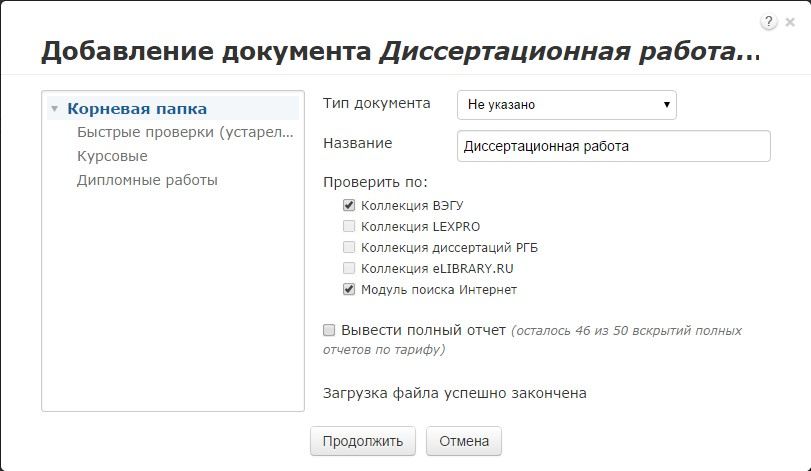 ?
Добавление документа Диссертационная работа...
Корневая папка
Быстрые проверки (устарел...
Курсовые
Дипломные работы
Тип документа
Не указано
Название
Диссертационная работа
Проверить по:
Коллекция ВЭГУ
Коллекция LEXPRO
Коллекция диссертаций РГБ
Коллекция eLIBRARY.RU
Модуль поиска Интернет
Вывести полный отчет (осталось 46 из 50 вскрытий полных
отчетов по тарифу)
Загрузка файла успешно закончена
Продолжить
Отмена